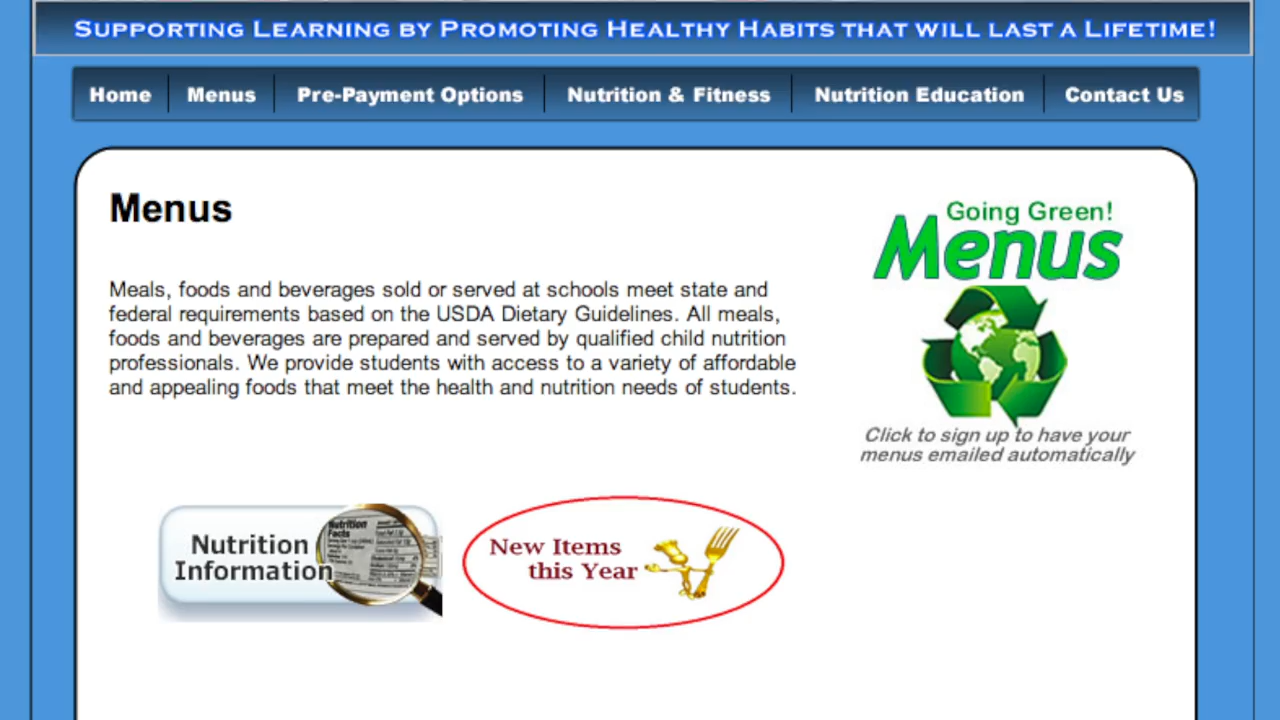 SUPPORTING LEARNING BY PROMOTING HEALTHY HABITS THAT WILL LAST A LIFETIME!
Home Menus Pre-Payment Options Nutrition & Fitness Nutrition Education Contact Us
Menus
Meals, foods and beverages sold or served at schools meet state and
federal requirements based on the USDA Dietary Guidelines. All meals,
foods and beverages are prepared and served by qualified child nutrition
professionals. We provide students with access to a variety of affordable
and appealing foods that meet the health and nutrition needs of students.
Going Green!
Menus
Click to sign up to have your
menus emailed automatically
Nutrition
Information
Nutrition
Facts
New Items
this Year